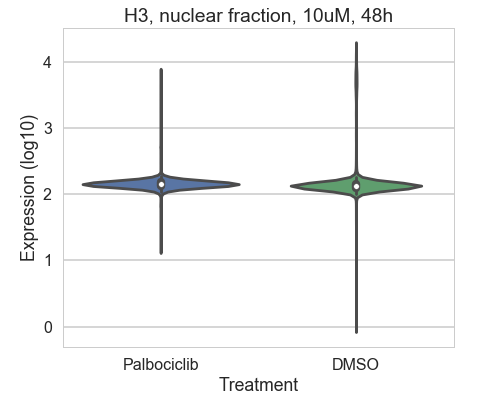 H3, nuclear fraction, 10uM, 48h
Expression (log10)
4
3
2
1
0
Palbociclib
DMSO
Treatment